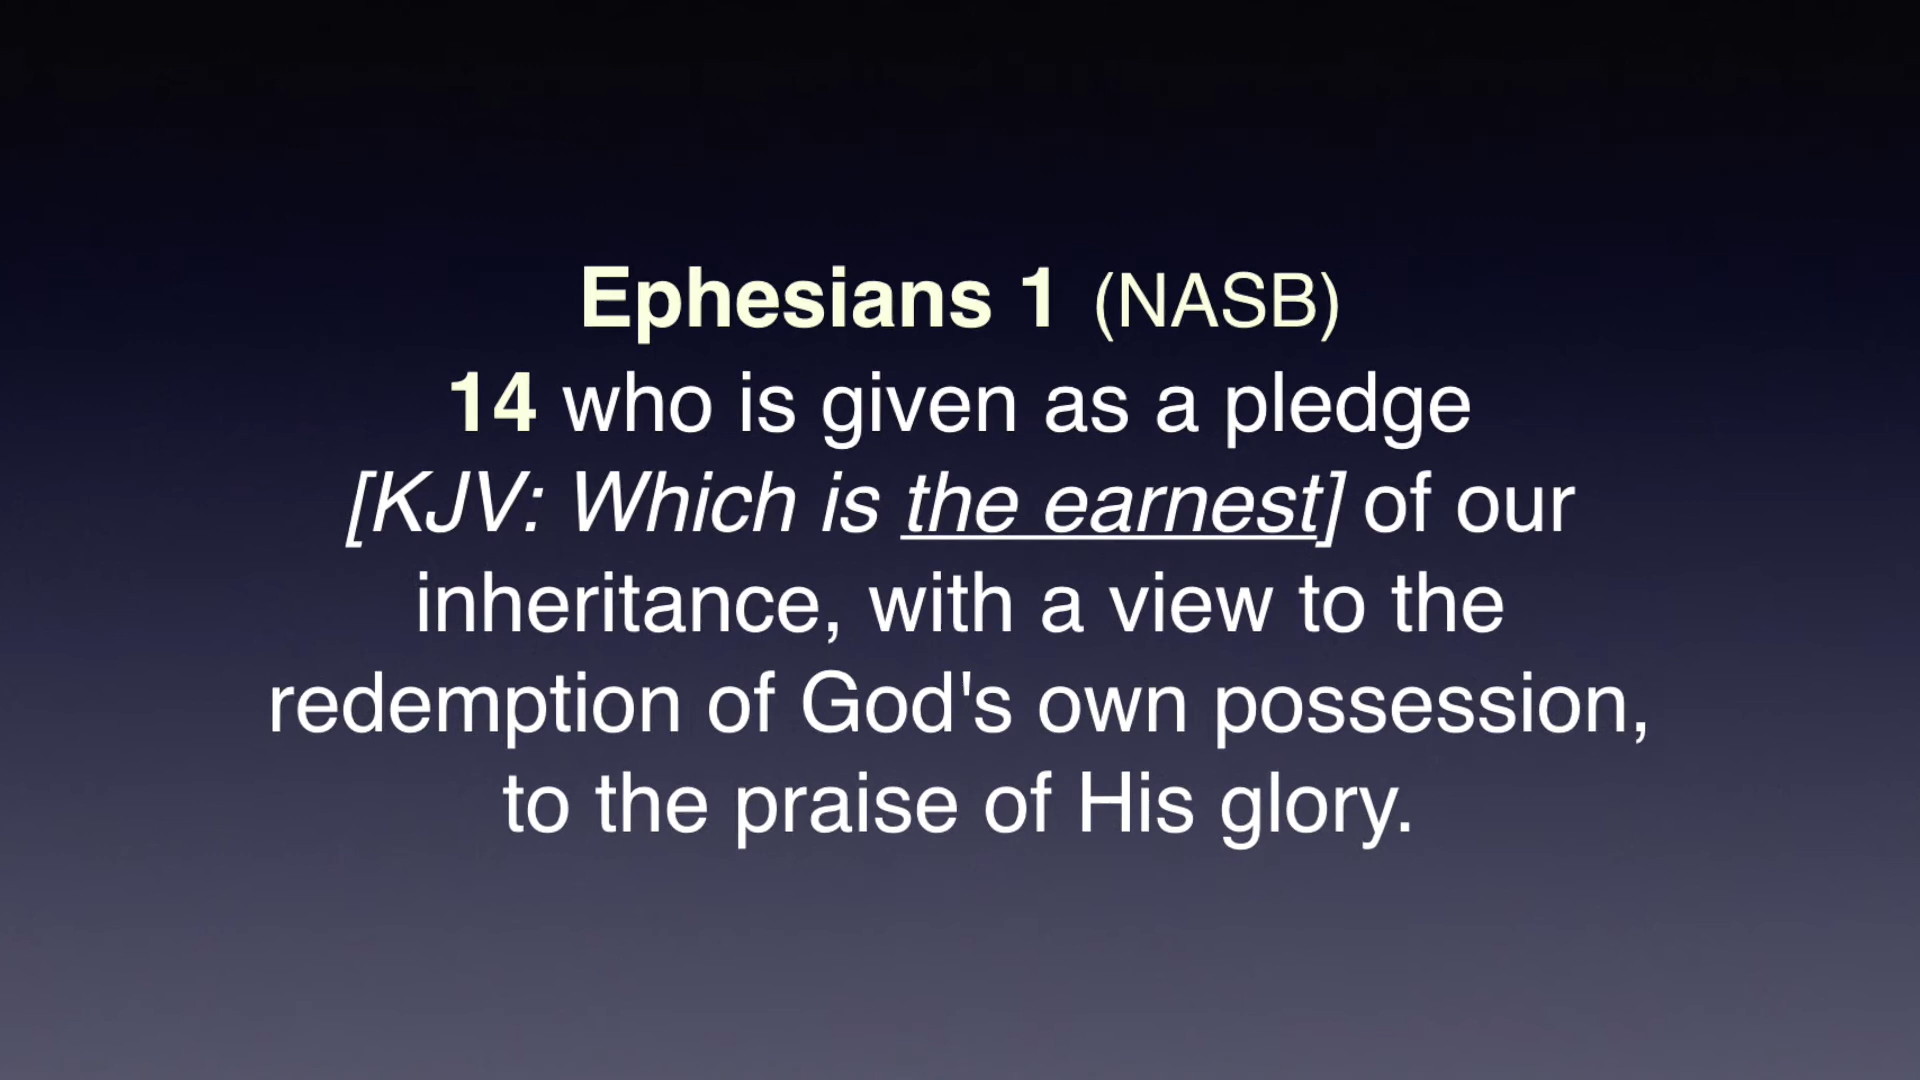 Ephesians 1 (NASB)
14 who is given as a pledge
[KJV: Which is the earnest] of our
inheritance, with a view to the
redemption of God's own possession,
to the praise of His glory.